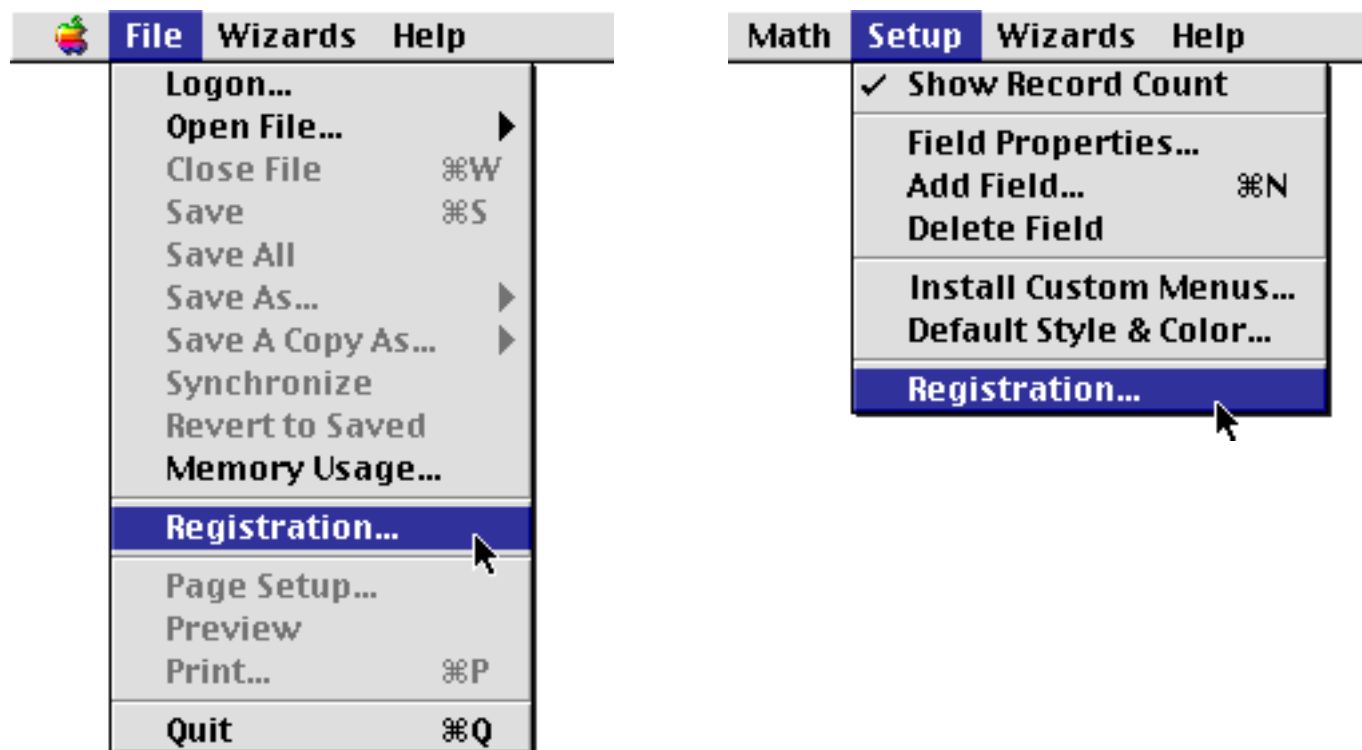 File Wizards Help
Logon...
Open File...
Close File ⌘W
Save ⌘S
Save All
Save As...
Save A Copy As...
Synchronize
Revert to Saved
Memory Usage...
Registration...
Page Setup...
Preview
Print... ⌘P
Quit ⌘Q
Math Setup Wizards Help
✓ Show Record Count
Field Properties...
Add Field... ⌘N
Delete Field
Install Custom Menus...
Default Style & Color...
Registration...